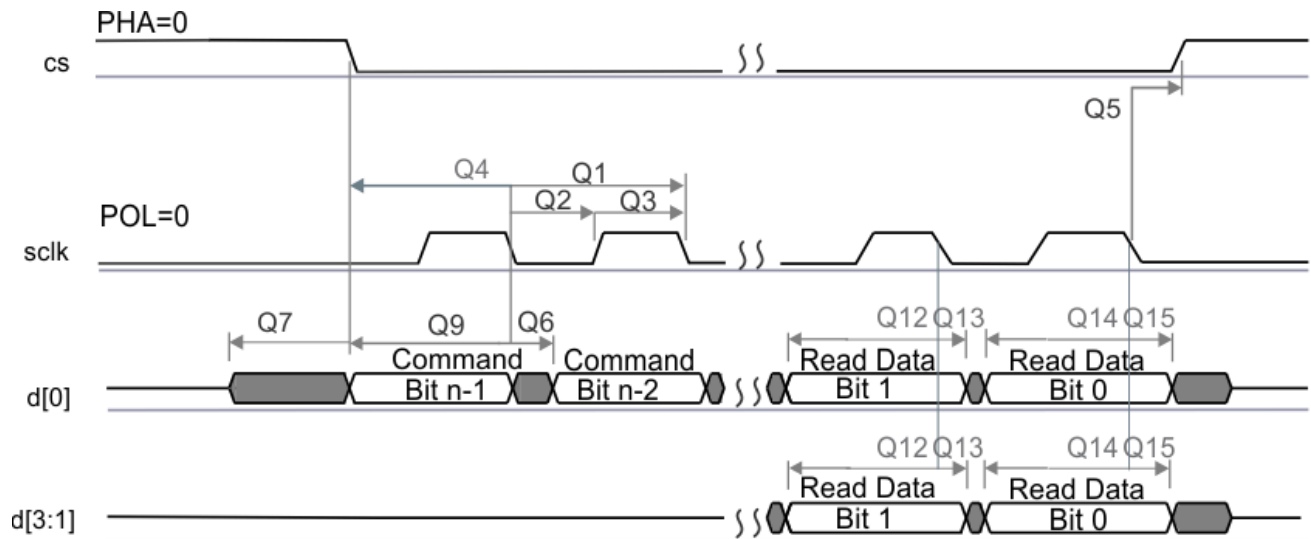 PHA=0
cs
Q5
Q4 Q1
Q2 Q3
POL=0
sclk
Q7 Q9 Q6 Q12 Q13 Q14 Q15
Command Command Read Data Read Data
d[0] Bit n-1 Bit n-2 Bit 1 Bit 0
Q12 Q13 Q14 Q15
Read Data Read Data
d[3:1] Bit 1 Bit 0